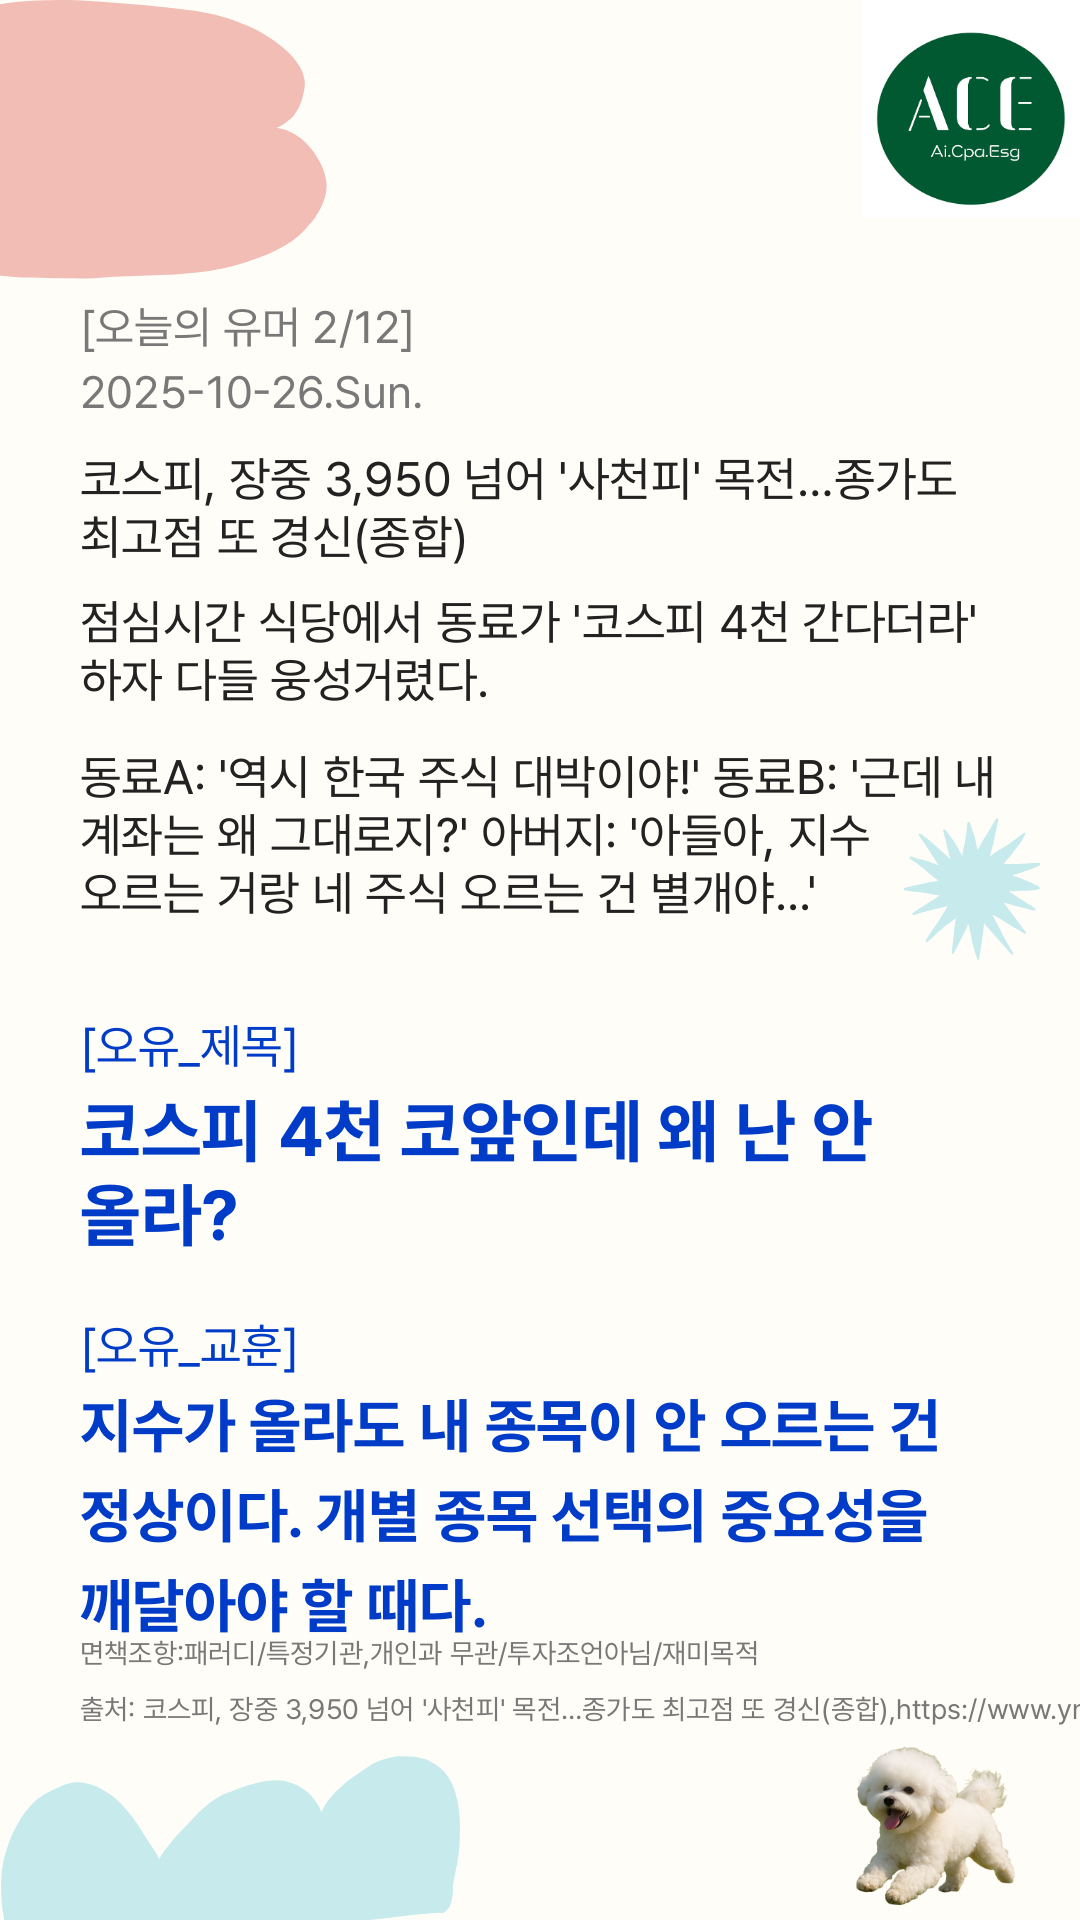 ACE
Ai.Cpa.Esg
[오늘의 유머 2/12]
2025-10-26.Sun.
코스피, 장중 3,950 넘어 '사천피' 목전…종가도
최고점 또 경신(종합)
점심시간 식당에서 동료가 '코스피 4천 간다더라'
하자 다들 웅성거렸다.
동료A: '역시 한국 주식 대박이야!' 동료B: '근데 내
계좌는 왜 그대로지?' 아버지: '아들아, 지수
오르는 거랑 네 주식 오르는 건 별개야...'
[오유_제목]
코스피 4천 코앞인데 왜 난 안
올라?
[오유_교훈]
지수가 올라도 내 종목이 안 오르는 건
정상이다. 개별 종목 선택의 중요성을
깨달아야 할 때다.
면책조항:패러디/특정기관,개인과 무관/투자조언아님/재미목적
출처: 코스피, 장중 3,950 넘어 '사천피' 목전…종가도 최고점 또 경신(종합),https://www.yn